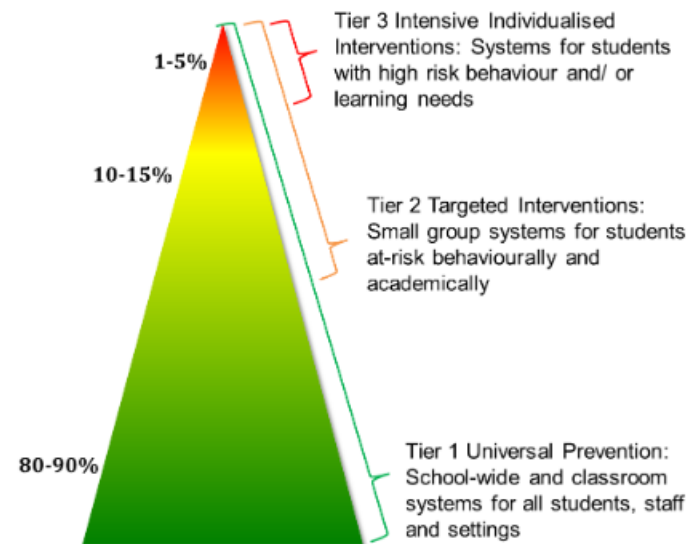 Tier 3 Intensive Individualised
Interventions: Systems for students
with high risk behaviour and/ or
learning needs
1-5%
10-15%
Tier 2 Targeted Interventions:
Small group systems for students
at-risk behaviourally and
academically
80-90%
Tier 1 Universal Prevention:
School-wide and classroom
systems for all students, staff
and settings